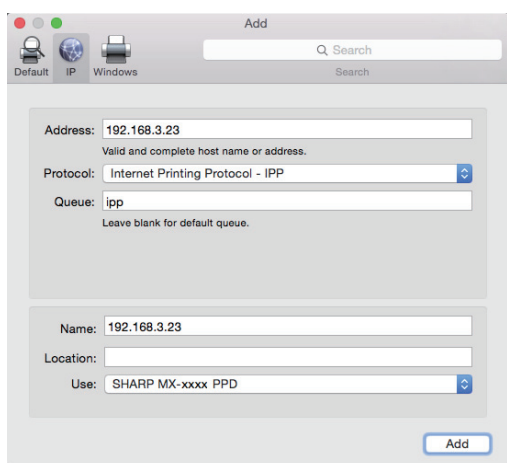 Add
Search
Default IP Windows Search
Address: 192.168.3.23
Valid and complete host name or address.
Protocol: Internet Printing Protocol - IPP
Queue: ipp
Leave blank for default queue.
Name: 192.168.3.23
Location:
Use: SHARP MX-xxxx PPD
Add